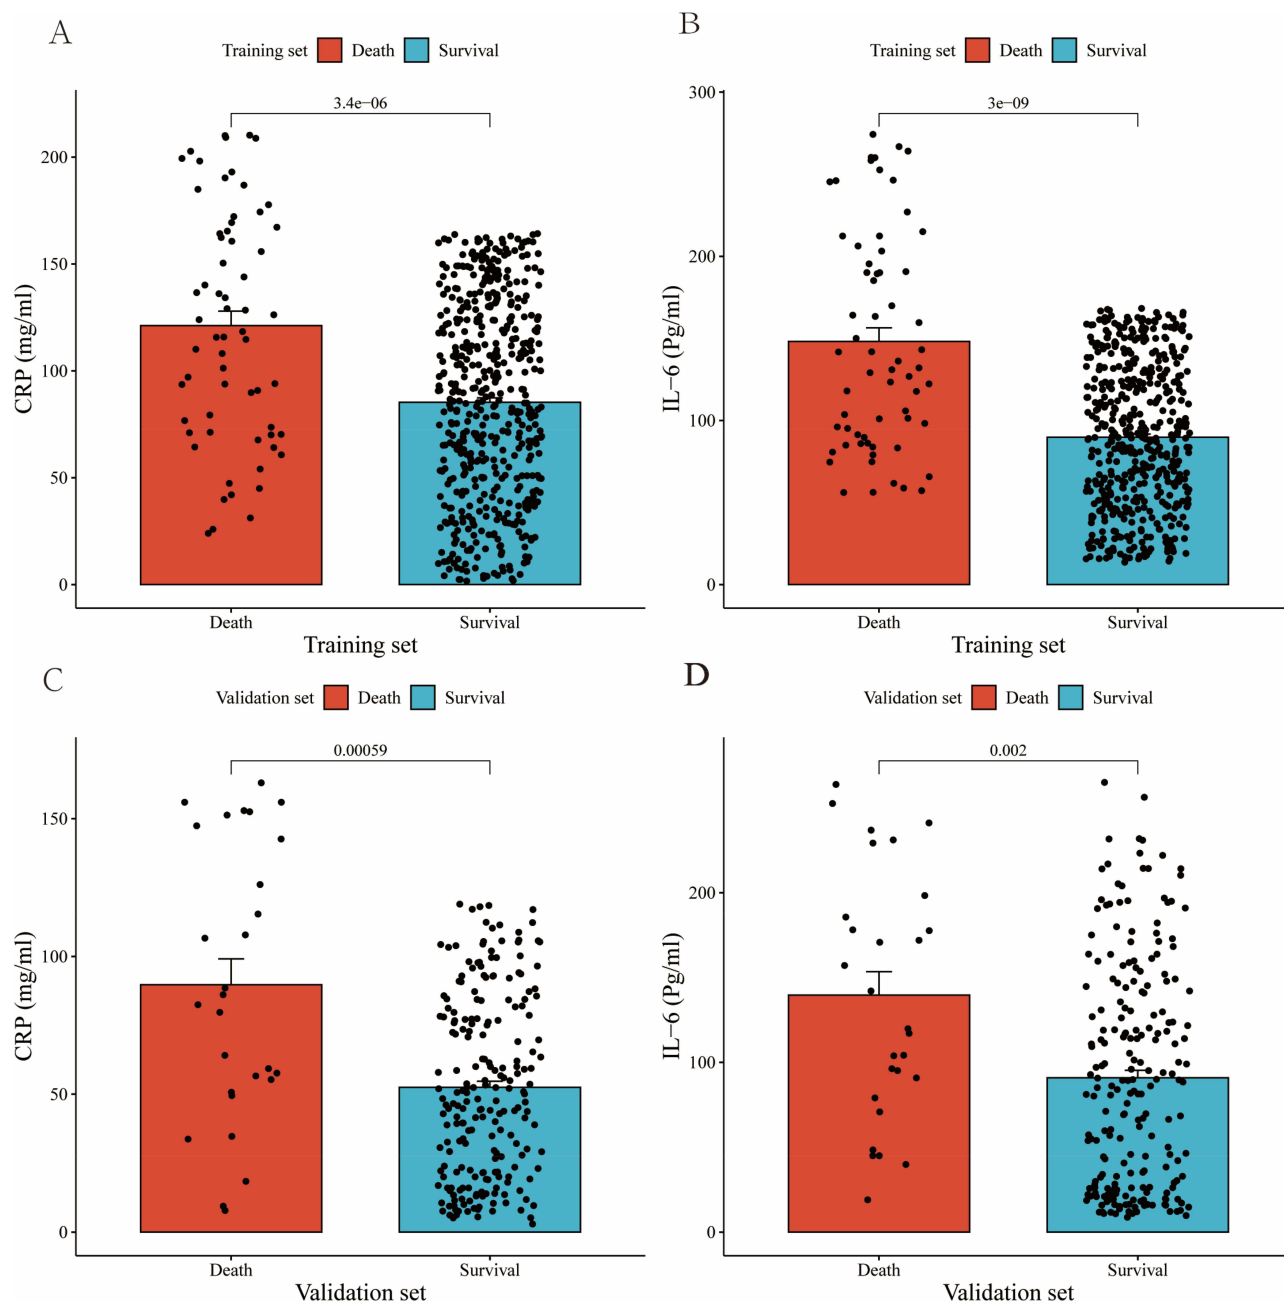 A
Training set Death Survival
CRP (mg/ml)
200
150
100
50
0
3.4e−06
Death Survival
Training set
B
Training set Death Survival
IL−6 (Pg/ml)
300
200
100
0
3e−09
Death Survival
Training set
C
Validation set Death Survival
CRP (mg/ml)
150
100
50
0
0.00059
Death Survival
Validation set
D
Validation set Death Survival
IL−6 (Pg/ml)
200
100
0
0.002
Death Survival
Validation set